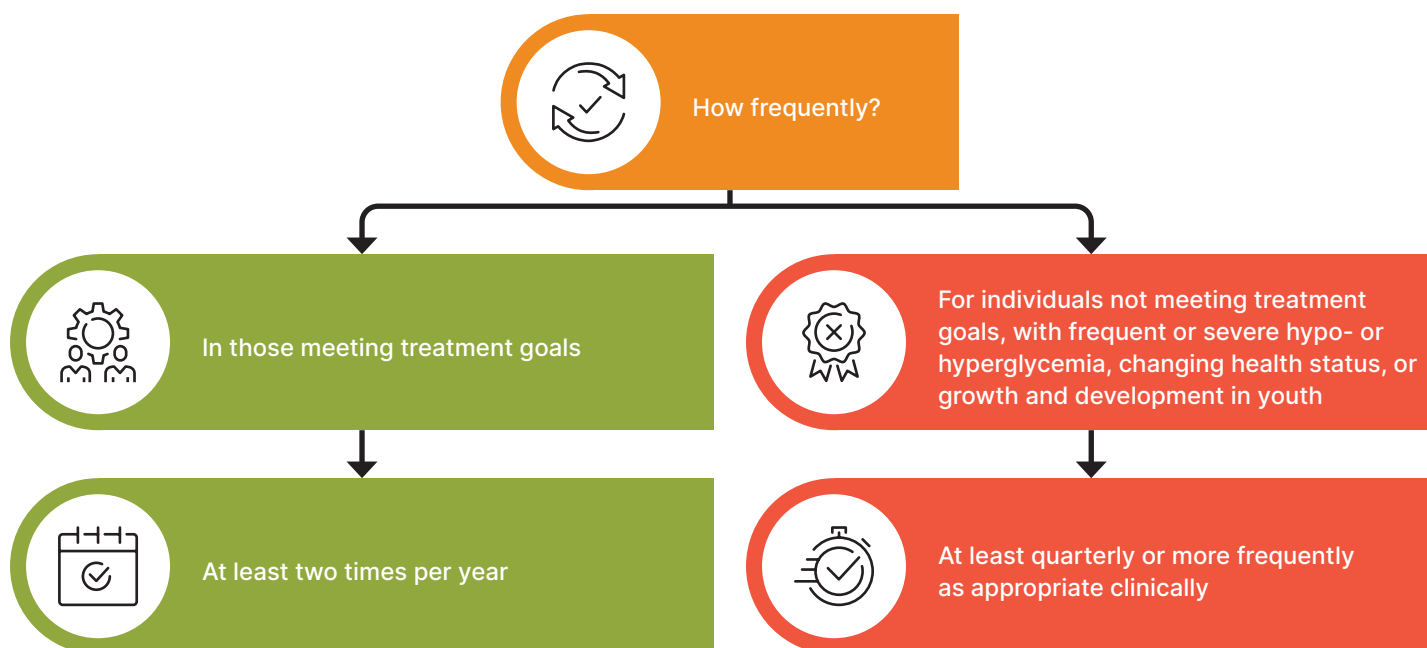 How frequently?
In those meeting treatment goals
For individuals not meeting treatment
goals, with frequent or severe hypo- or
hyperglycemia, changing health status, or
growth and development in youth
At least two times per year
At least quarterly or more frequently
as appropriate clinically